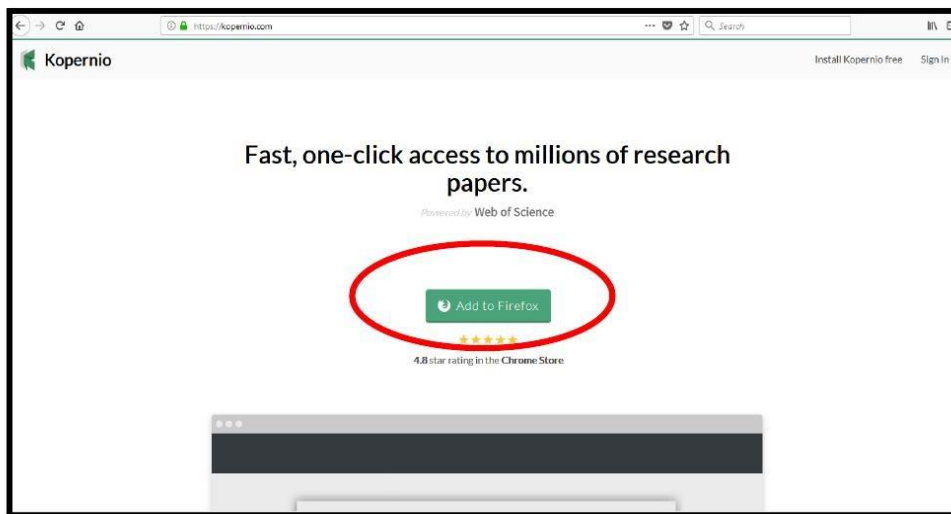 https://kopernio.com
Search
Kopernio
Install Kopernio free
Sign In
Fast, one-click access to millions of research
papers.
Powered by Web of Science
Add to Firefox
4.8 star rating in the Chrome Store